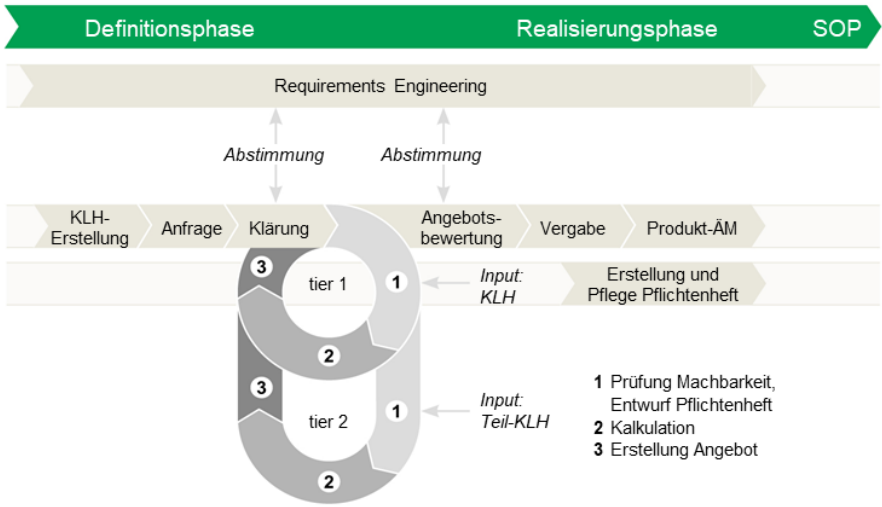 Definitionsphase
Realisierungsphase
SOP
Requirements Engineering
Abstimmung
Abstimmung
KLH-
Erstellung
Anfrage
Klärung
Angebots-
bewertung
Vergabe
Produkt-ÄM
3
tier 1
1
Input:
KLH
Erstellung und
Pflege Pflichtenheft
2
3
tier 2
1
Input:
Teil-KLH
2
1 Prüfung Machbarkeit,
Entwurf Pflichtenheft
2 Kalkulation
3 Erstellung Angebot